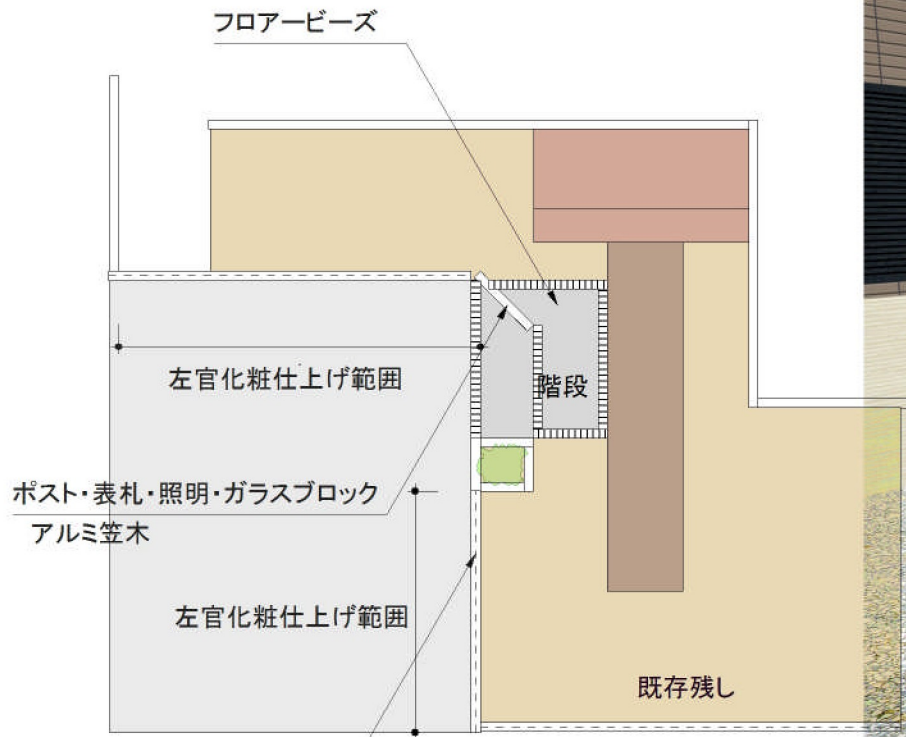 フロアービーズ
左官化粧仕上げ範囲
階段
ポスト・表札・照明・ガラスブロック
アルミ笠木
左官化粧仕上げ範囲
既存残し